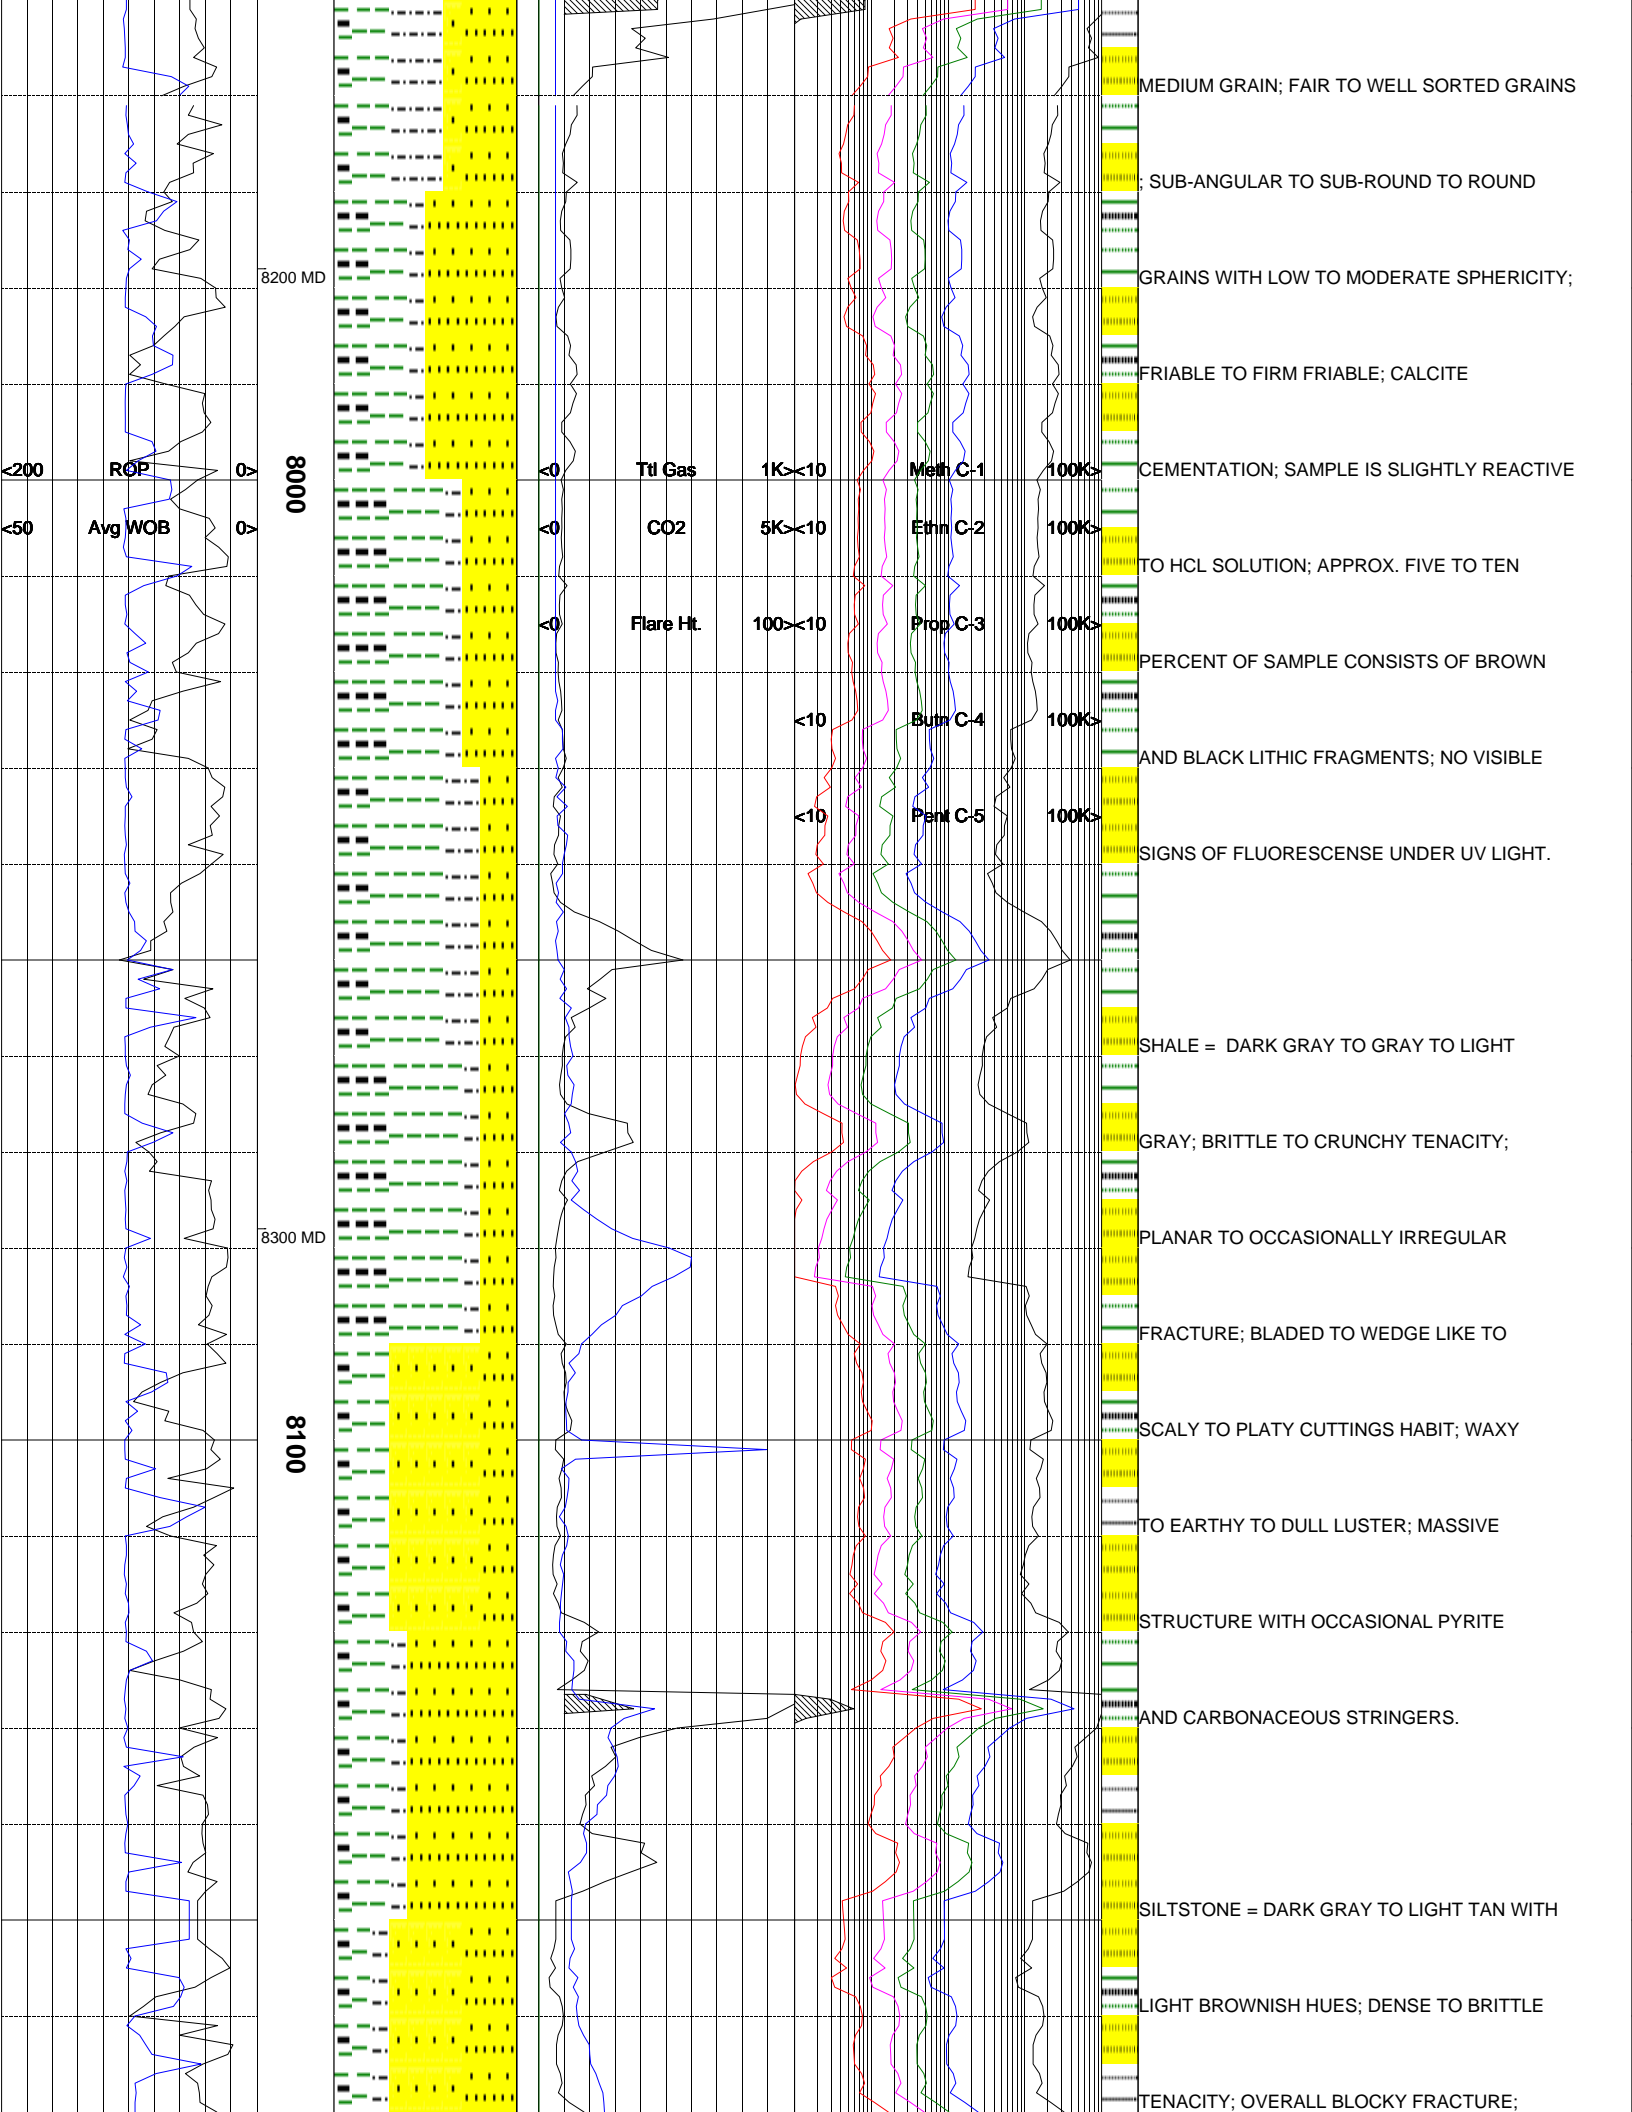 MEDIUM GRAIN; FAIR TO WELL SORTED GRAINS
; SUB-ANGULAR TO SUB-ROUND TO ROUND
8200 MD
GRAINS WITH LOW TO MODERATE SPHERICITY;
FRIABLE TO FIRM FRIABLE; CALCITE
<200 ROP 0>
8000
<0 Ttl Gas 1K>
<10 Meth C-1 100K>
CEMENTATION; SAMPLE IS SLIGHTLY REACTIVE
<50 Avg WOB 0>
<0 CO2 5K>
<10 Ethn C-2 100K>
TO HCL SOLUTION; APPROX. FIVE TO TEN
<0 Flare Ht. 100>
<10 Prop C-3 100K>
PERCENT OF SAMPLE CONSISTS OF BROWN
<10 Butn C-4 100K>
AND BLACK LITHIC FRAGMENTS; NO VISIBLE
<10 Pent C-5 100K>
SIGNS OF FLUORESCENSE UNDER UV LIGHT.
SHALE = DARK GRAY TO GRAY TO LIGHT
GRAY; BRITTLE TO CRUNCHY TENACITY;
8300 MD
PLANAR TO OCCASIONALLY IRREGULAR
FRACTURE; BLADED TO WEDGE LIKE TO
8100
SCALY TO PLATY CUTTINGS HABIT; WAXY
TO EARTHY TO DULL LUSTER; MASSIVE
STRUCTURE WITH OCCASIONAL PYRITE
AND CARBONACEOUS STRINGERS.
SILTSTONE = DARK GRAY TO LIGHT TAN WITH
LIGHT BROWNISH HUES; DENSE TO BRITTLE
TENACITY; OVERALL BLOCKY FRACTURE;